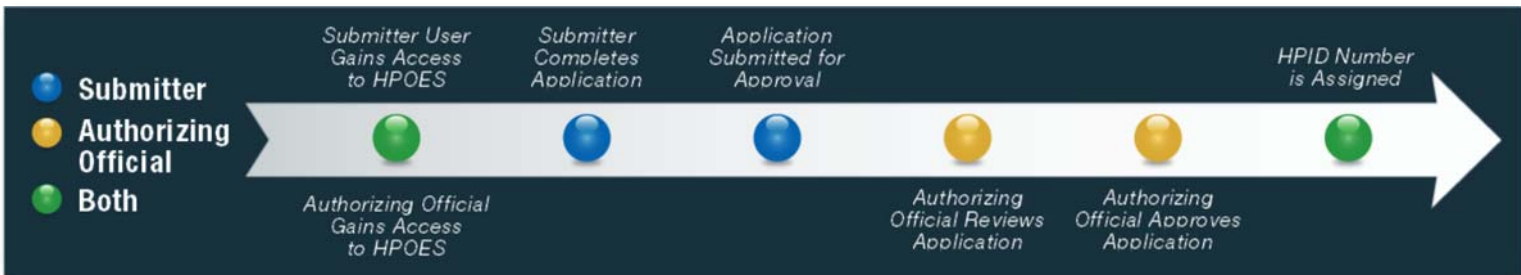 Submitter
Authorizing
Official
Both
Submitter User
Gains Access
to HPOES
Authorizing Official
Gains Access
to HPOES
Submitter
Completes
Application
Application
Submitted for
Approval
Authorizing
Official Reviews
Application
Authorizing
Official Approves
Application
HPID Number
is Assigned